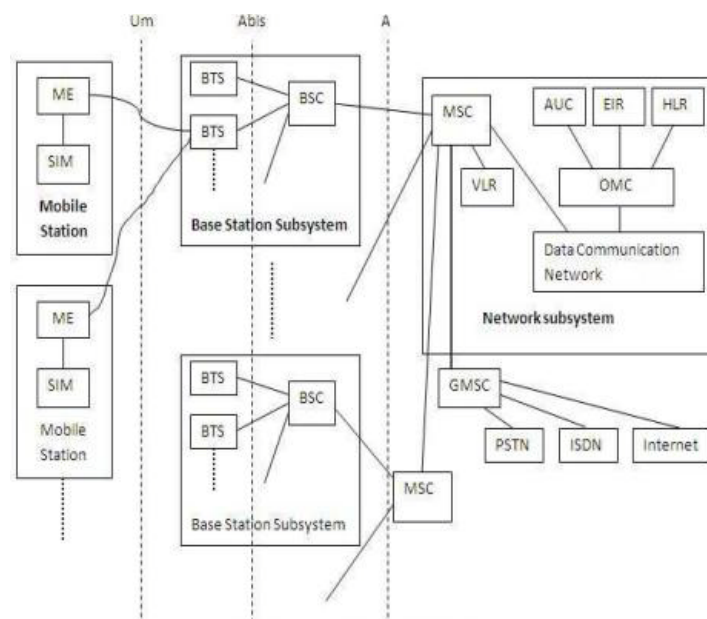 Um
Abis
A
ME
SIM
Mobile
Station
BTS
BTS
BSC
Base Station Subsystem
MSC
VLR
AUC
EIR
HLR
OMC
Data Communication
Network
Network subsystem
ME
SIM
Mobile
Station
BTS
BTS
BSC
Base Station Subsystem
MSC
GMSC
PSTN
ISDN
Internet